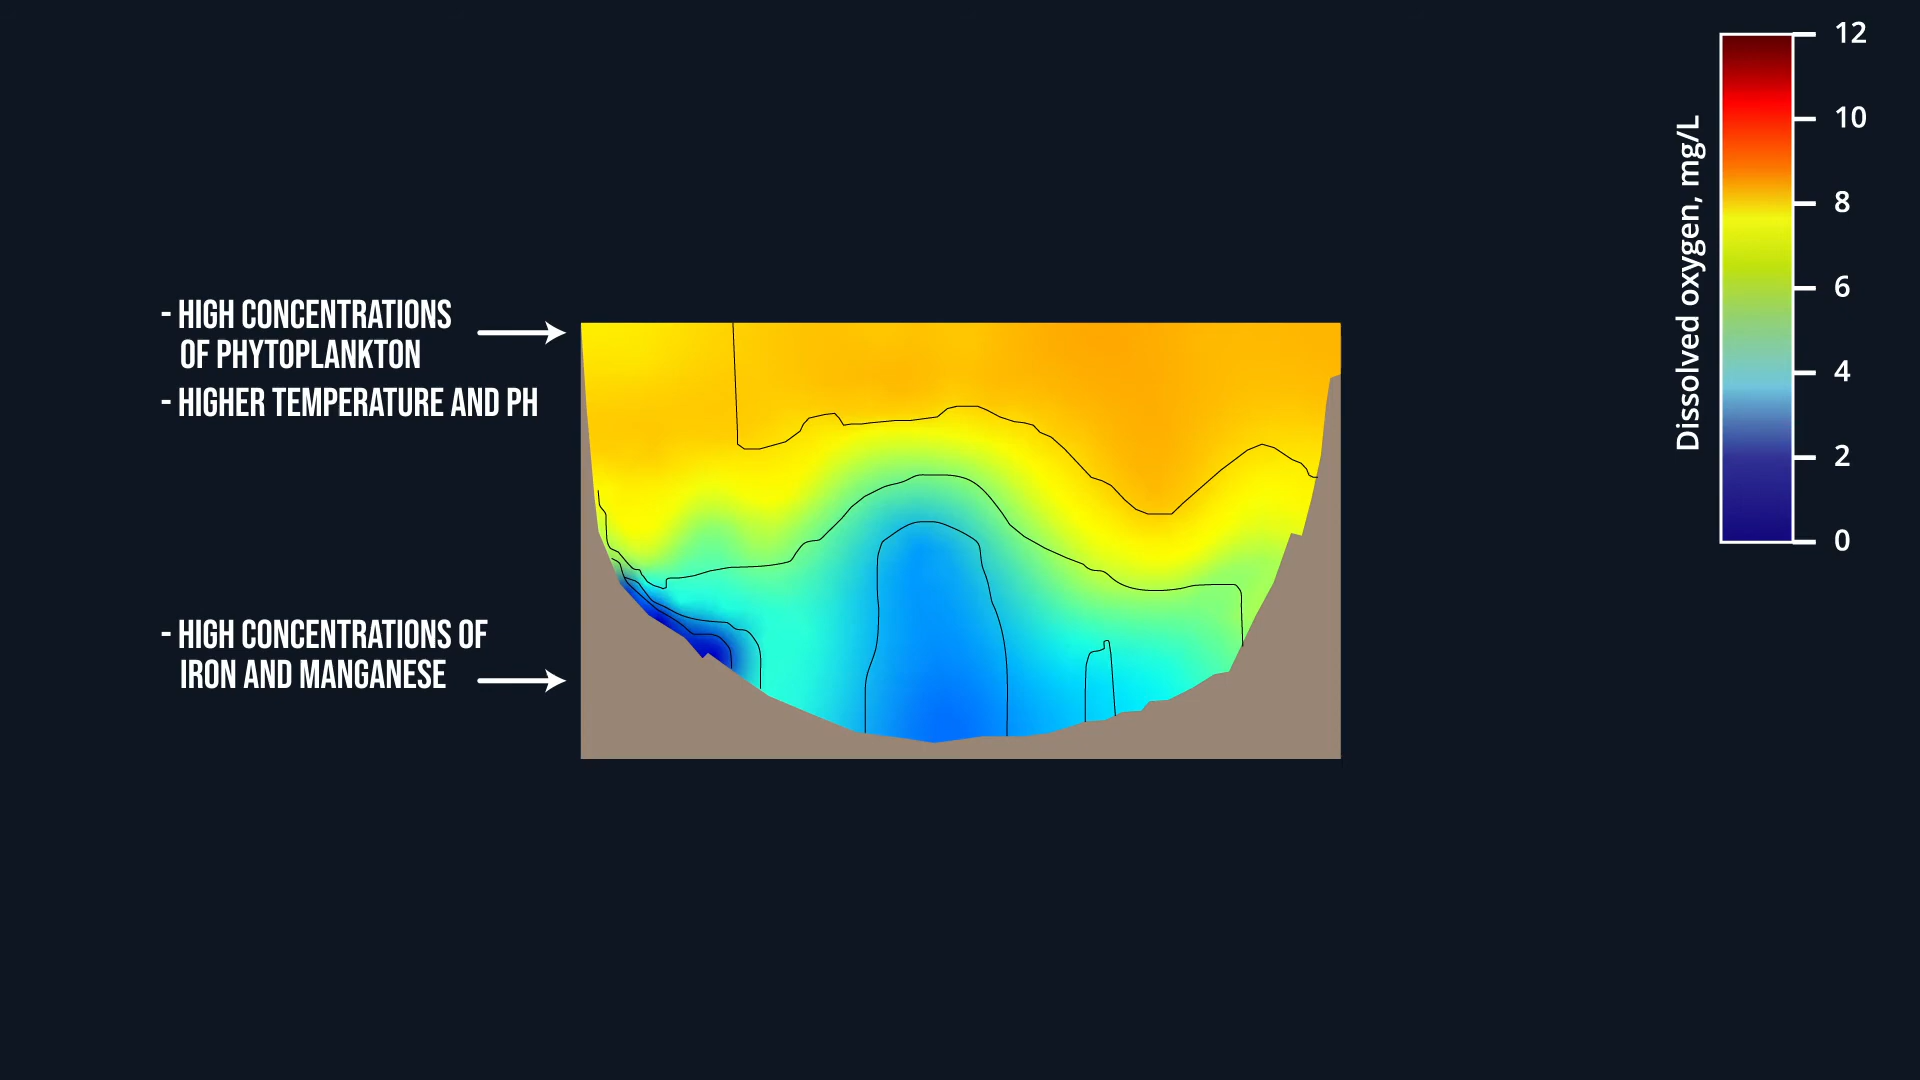 - HIGH CONCENTRATIONS
OF PHYTOPLANKTON
- HIGHER TEMPERATURE AND PH
- HIGH CONCENTRATIONS OF
IRON AND MANGANESE
Dissolved oxygen, mg/L
12
10
8
6
4
2
0